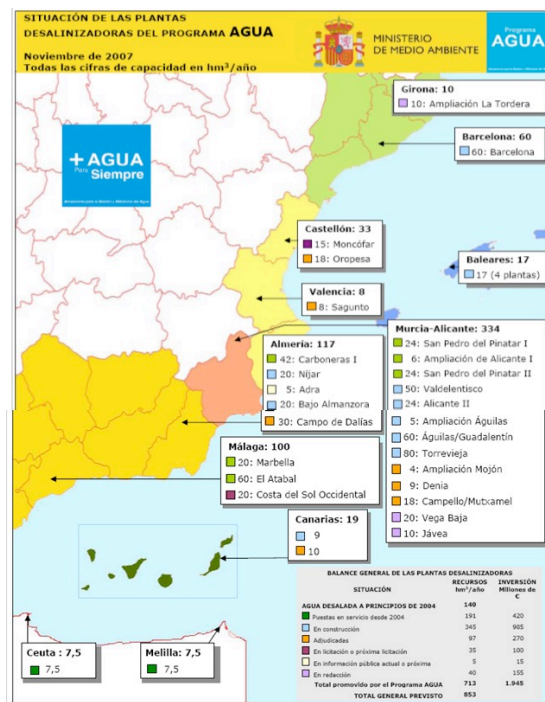 SITUACIÓN DE LAS PLANTAS
DESALINIZADORAS DEL PROGRAMA AGUA
Noviembre de 2007
Todas las cifras de capacidad en hm³/año
MINISTERIO
DE MEDIO AMBIENTE
Programa
AGUA
+AGUA
Para
Siempre
Girona: 10
10: Ampliación La Tordera
Barcelona: 60
60: Barcelona
Castellón: 33
15: Moncófar
18: Oropesa
Baleares: 17
17 (4 plantas)
Valencia: 8
8: Sagunto
Almería: 117
42: Carboneras I
20: Níjar
5: Adra
20: Bajo Almanzora
30: Campo de Dalías
Murcia-Alicante: 334
24: San Pedro del Pinatar I
6: Ampliación de Alicante I
24: San Pedro del Pinatar II
50: Valdelentisco
24: Alicante II
5: Ampliación Águilas
60: Águilas/Guadalentín
80: Torrevieja
4: Ampliación Mojón
9: Denia
18: Campello/Mutxamel
20: Vega Baja
10: Jávea
Málaga: 100
20: Marbella
60: El Atabal
20: Costa del Sol Occidental
Canarias: 19
9
10
Ceuta : 7,5
7,5
Melilla: 7,5
7,5
BALANCE GENERAL DE LAS PLANTAS DESALINIZADORAS
SITUACIÓN RECURSOS hm³/año INVERSIÓN Millones de €
AGUA DESALADA A PRINCIPIOS DE 2004 140
Puestas en servicio desde 2004 191 420
En construcción 345 985
Adjudicadas 97 270
En licitación o próxima licitación 35 100
En información pública actual o próxima 5 15
En redacción 40 155
Total promovido por el Programa AGUA 713 1.945
TOTAL GENERAL PREVISTO 853